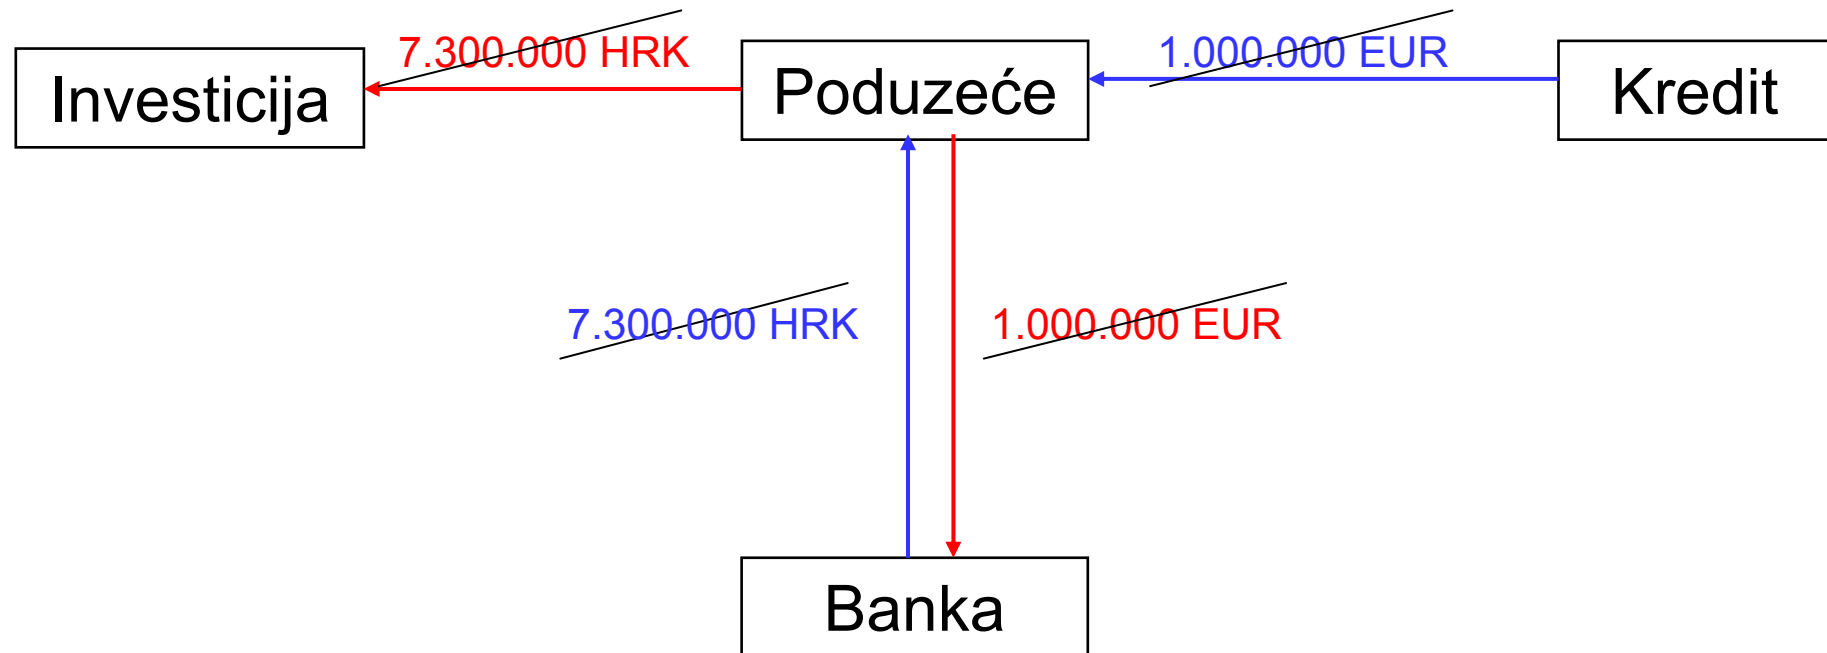 7.300.000 HRK
1.000.000 EUR
Investicija
Poduzeće
Kredit
7.300.000 HRK
1.000.000 EUR
Banka